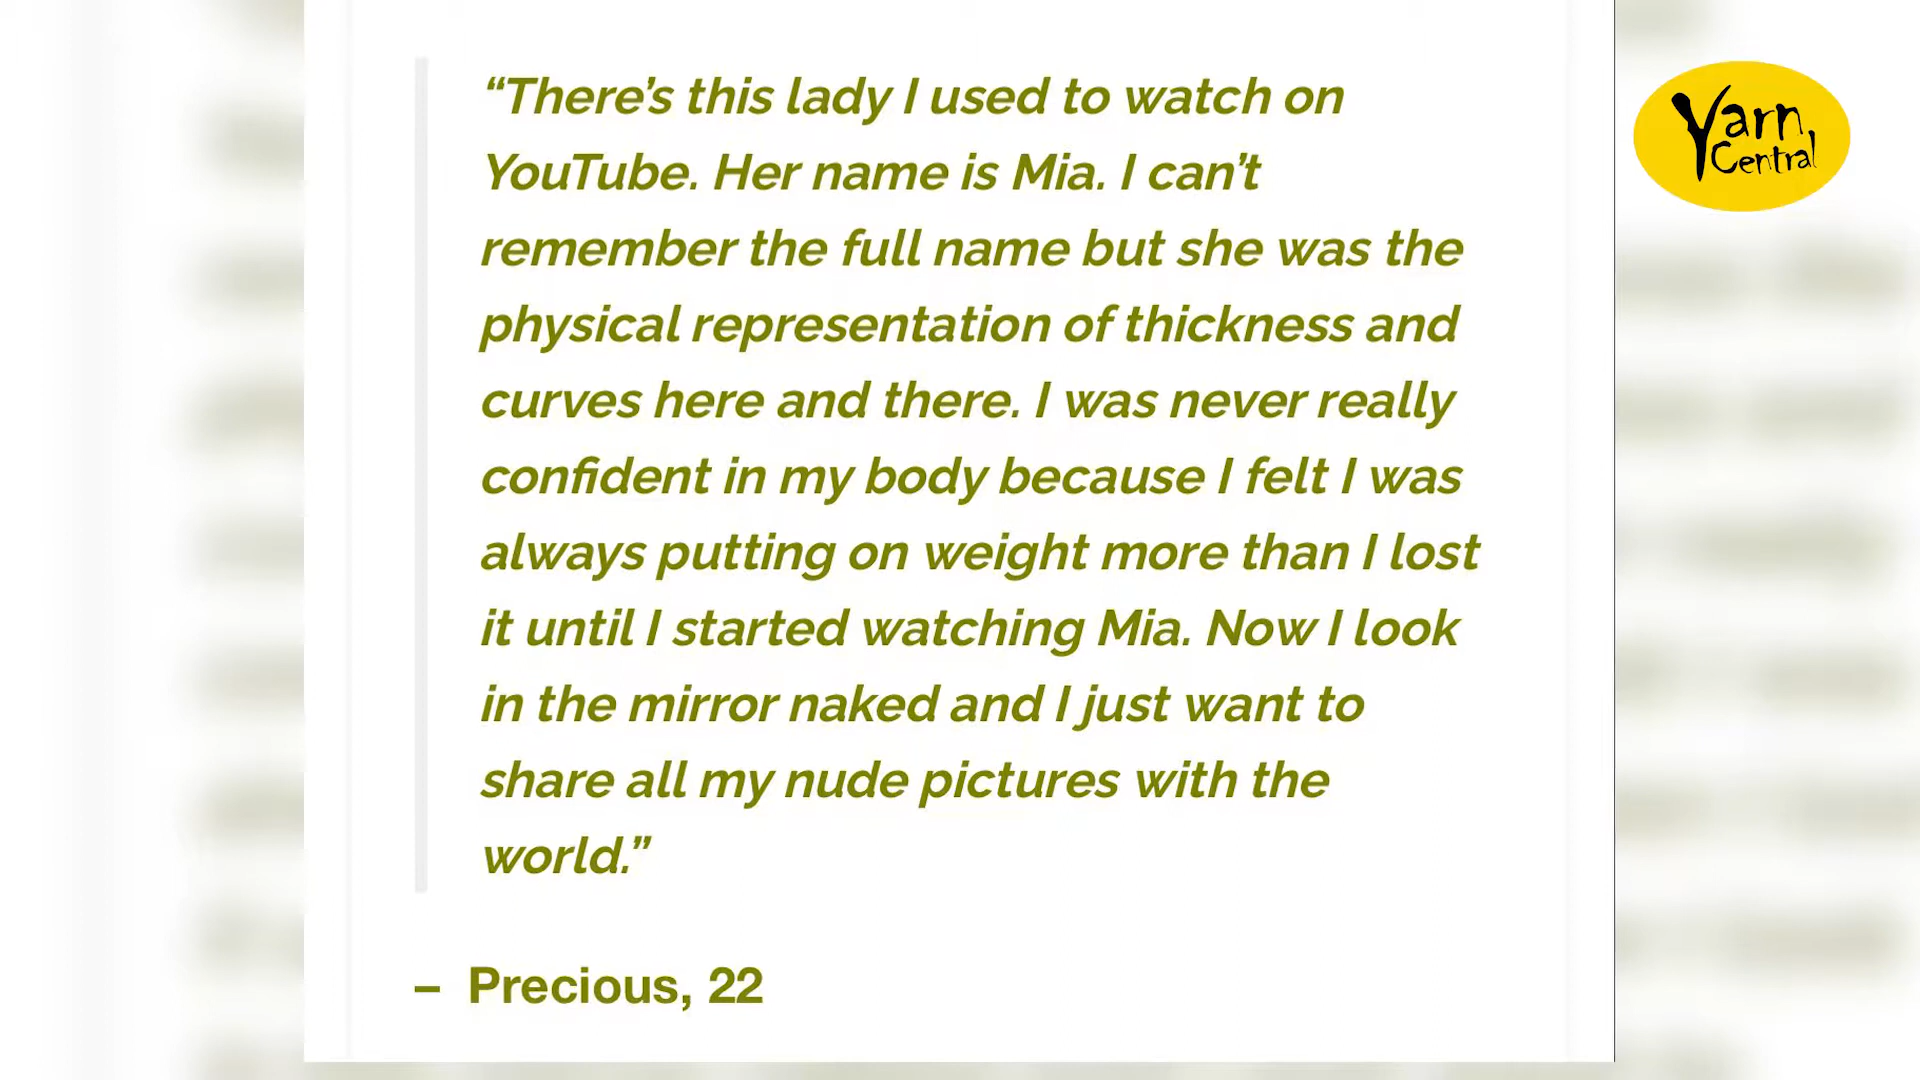 “There’s this lady I used to watch on
YouTube. Her name is Mia. I can’t
remember the full name but she was the
physical representation of thickness and
curves here and there. I was never really
confident in my body because I felt I was
always putting on weight more than I lost
it until I started watching Mia. Now I look
in the mirror naked and I just want to
share all my nude pictures with the
world.”
– Precious, 22
Yarn
Central